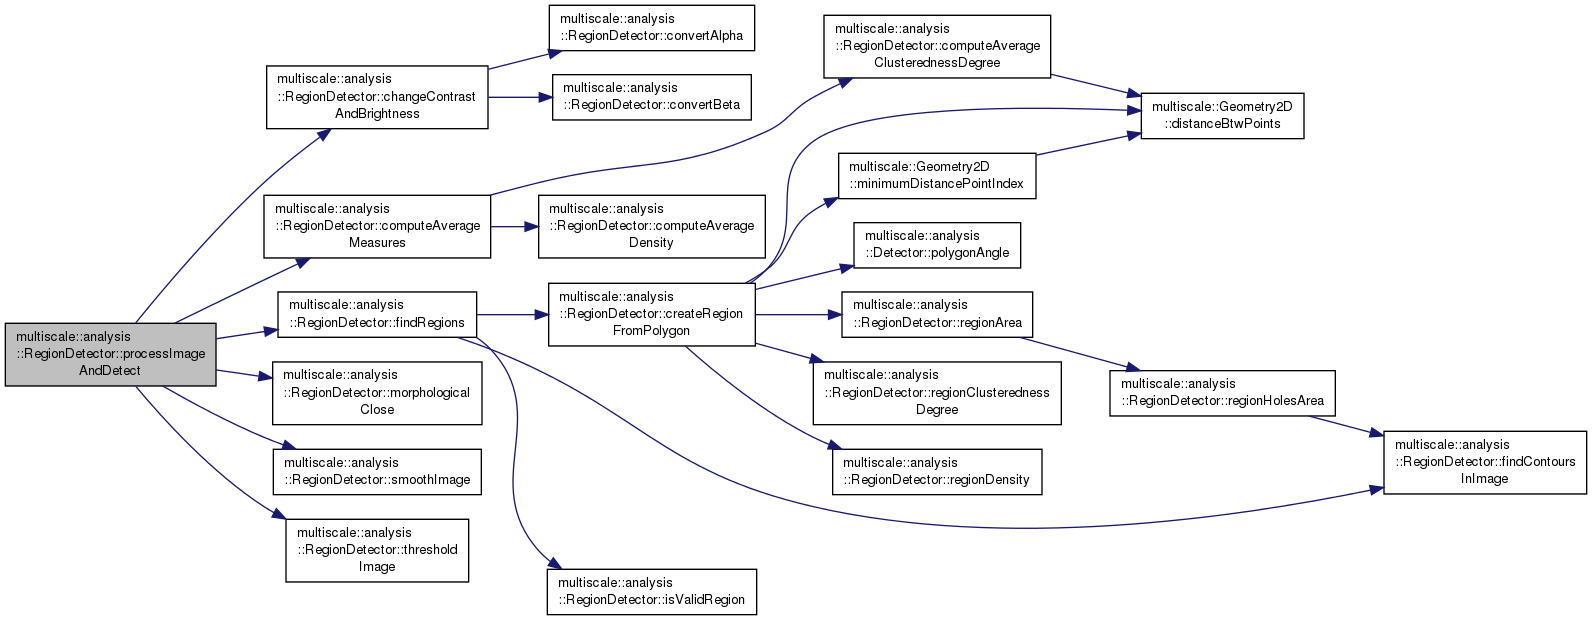 multiscale::analysis
::RegionDetector::processImage
AndDetect
multiscale::analysis
::RegionDetector::changeContrast
AndBrightness
multiscale::analysis
::RegionDetector::computeAverage
Measures
multiscale::analysis
::RegionDetector::findRegions
multiscale::analysis
::RegionDetector::morphological
Close
multiscale::analysis
::RegionDetector::smoothImage
multiscale::analysis
::RegionDetector::threshold
Image
multiscale::analysis
::RegionDetector::convertAlpha
multiscale::analysis
::RegionDetector::convertBeta
multiscale::analysis
::RegionDetector::computeAverage
Density
multiscale::analysis
::RegionDetector::createRegion
FromPolygon
multiscale::analysis
::RegionDetector::isValidRegion
multiscale::analysis
::RegionDetector::computeAverage
ClusterednessDegree
multiscale::Geometry2D
::minimumDistancePointIndex
multiscale::analysis
::Detector::polygonAngle
multiscale::analysis
::RegionDetector::regionArea
multiscale::analysis
::RegionDetector::regionClusteredness
Degree
multiscale::analysis
::RegionDetector::regionDensity
multiscale::Geometry2D
::distanceBtwPoints
multiscale::analysis
::RegionDetector::regionHolesArea
multiscale::analysis
::RegionDetector::findContours
InImage